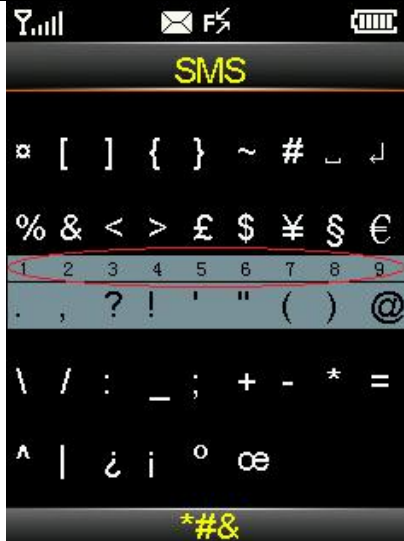 F
SMS
¤ [ ] { } ~ # ⎵ ↲
% & < > £ $ ¥ § €
1 2 3 4 5 6 7 8 9
. , ? ! ' " ( ) @
\ / : _ ; + - * =
^ | ¿ ¡ º œ
*#&